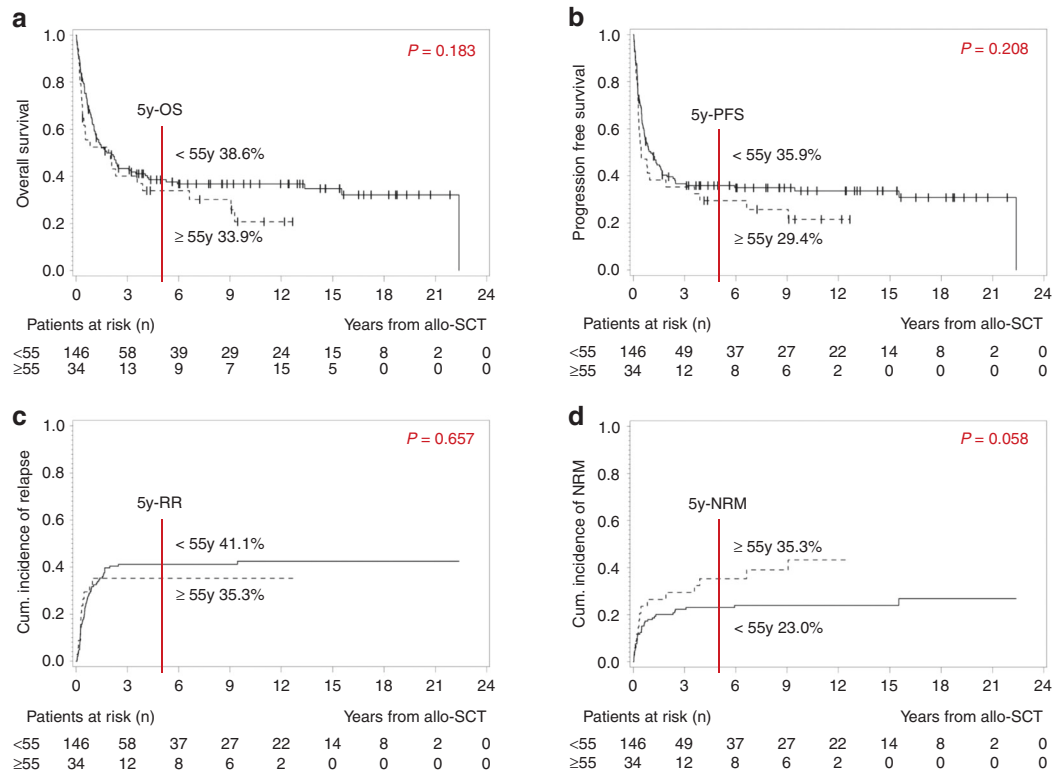 a
P = 0.183
Overall survival
1.0
0.8
0.6
0.4
0.2
0.0
5y-OS
< 55y 38.6%
≥ 55y 33.9%
0 3 6 9 12 15 18 21 24
Patients at risk (n) Years from allo-SCT
<55 146 58 39 29 24 15 8 2 0
≥55 34 13 9 7 15 5 0 0 0
b
P = 0.208
Progression free survival
1.0
0.8
0.6
0.4
0.2
0.0
5y-PFS
< 55y 35.9%
≥ 55y 29.4%
0 3 6 9 12 15 18 21 24
Patients at risk (n) Years from allo-SCT
<55 146 49 37 27 22 14 8 2 0
≥55 34 12 8 6 2 0 0 0 0
c
P = 0.657
Cum. incidence of relapse
1.0
0.8
0.6
0.4
0.2
0.0
5y-RR
< 55y 41.1%
≥ 55y 35.3%
0 3 6 9 12 15 18 21 24
Patients at risk (n) Years from allo-SCT
<55 146 58 37 27 22 14 8 2 0
≥55 34 12 8 6 2 0 0 0 0
d
P = 0.058
Cum. incidence of NRM
1.0
0.8
0.6
0.4
0.2
0.0
5y-NRM
≥ 55y 35.3%
< 55y 23.0%
0 3 6 9 12 15 18 21 24
Patients at risk (n) Years from allo-SCT
<55 146 49 37 27 22 14 8 2 0
≥55 34 12 8 6 2 0 0 0 0